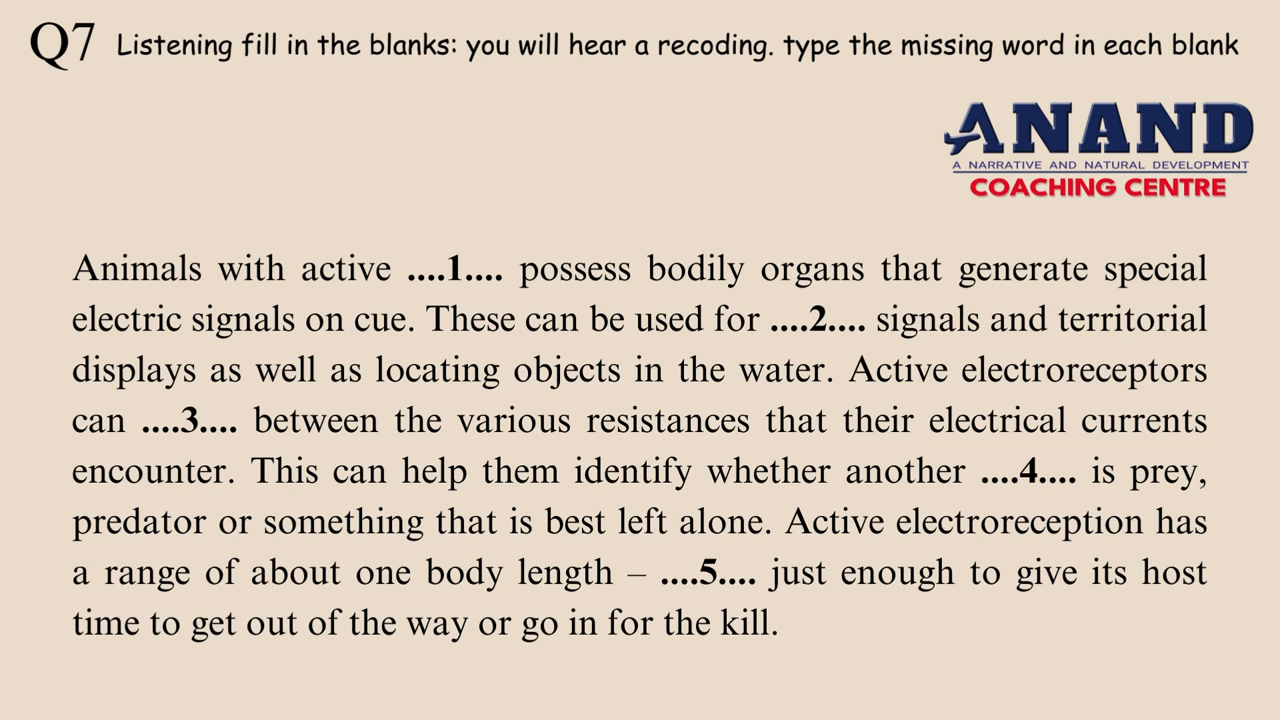 Q7 Listening fill in the blanks: you will hear a recoding. type the missing word in each blank
ANAND
A NARRATIVE AND NATURAL DEVELOPMENT
COACHING CENTRE
Animals with active ....1.... possess bodily organs that generate special
electric signals on cue. These can be used for ....2.... signals and territorial
displays as well as locating objects in the water. Active electroreceptors
can ....3.... between the various resistances that their electrical currents
encounter. This can help them identify whether another ....4.... is prey,
predator or something that is best left alone. Active electroreception has
a range of about one body length – ....5.... just enough to give its host
time to get out of the way or go in for the kill.